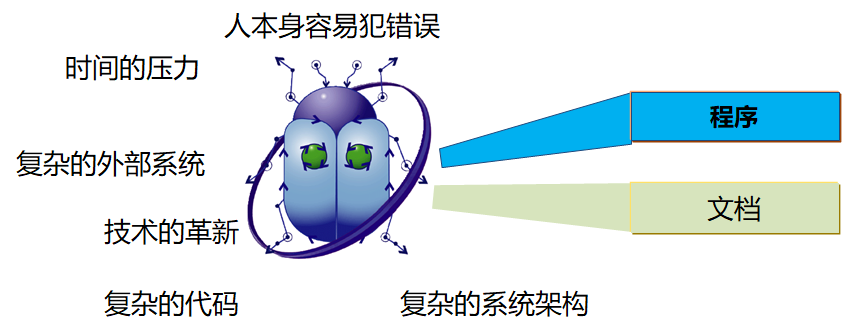 人本身容易犯错误
时间的压力
程序
复杂的外部系统
文档
技术的革新
复杂的代码
复杂的系统架构